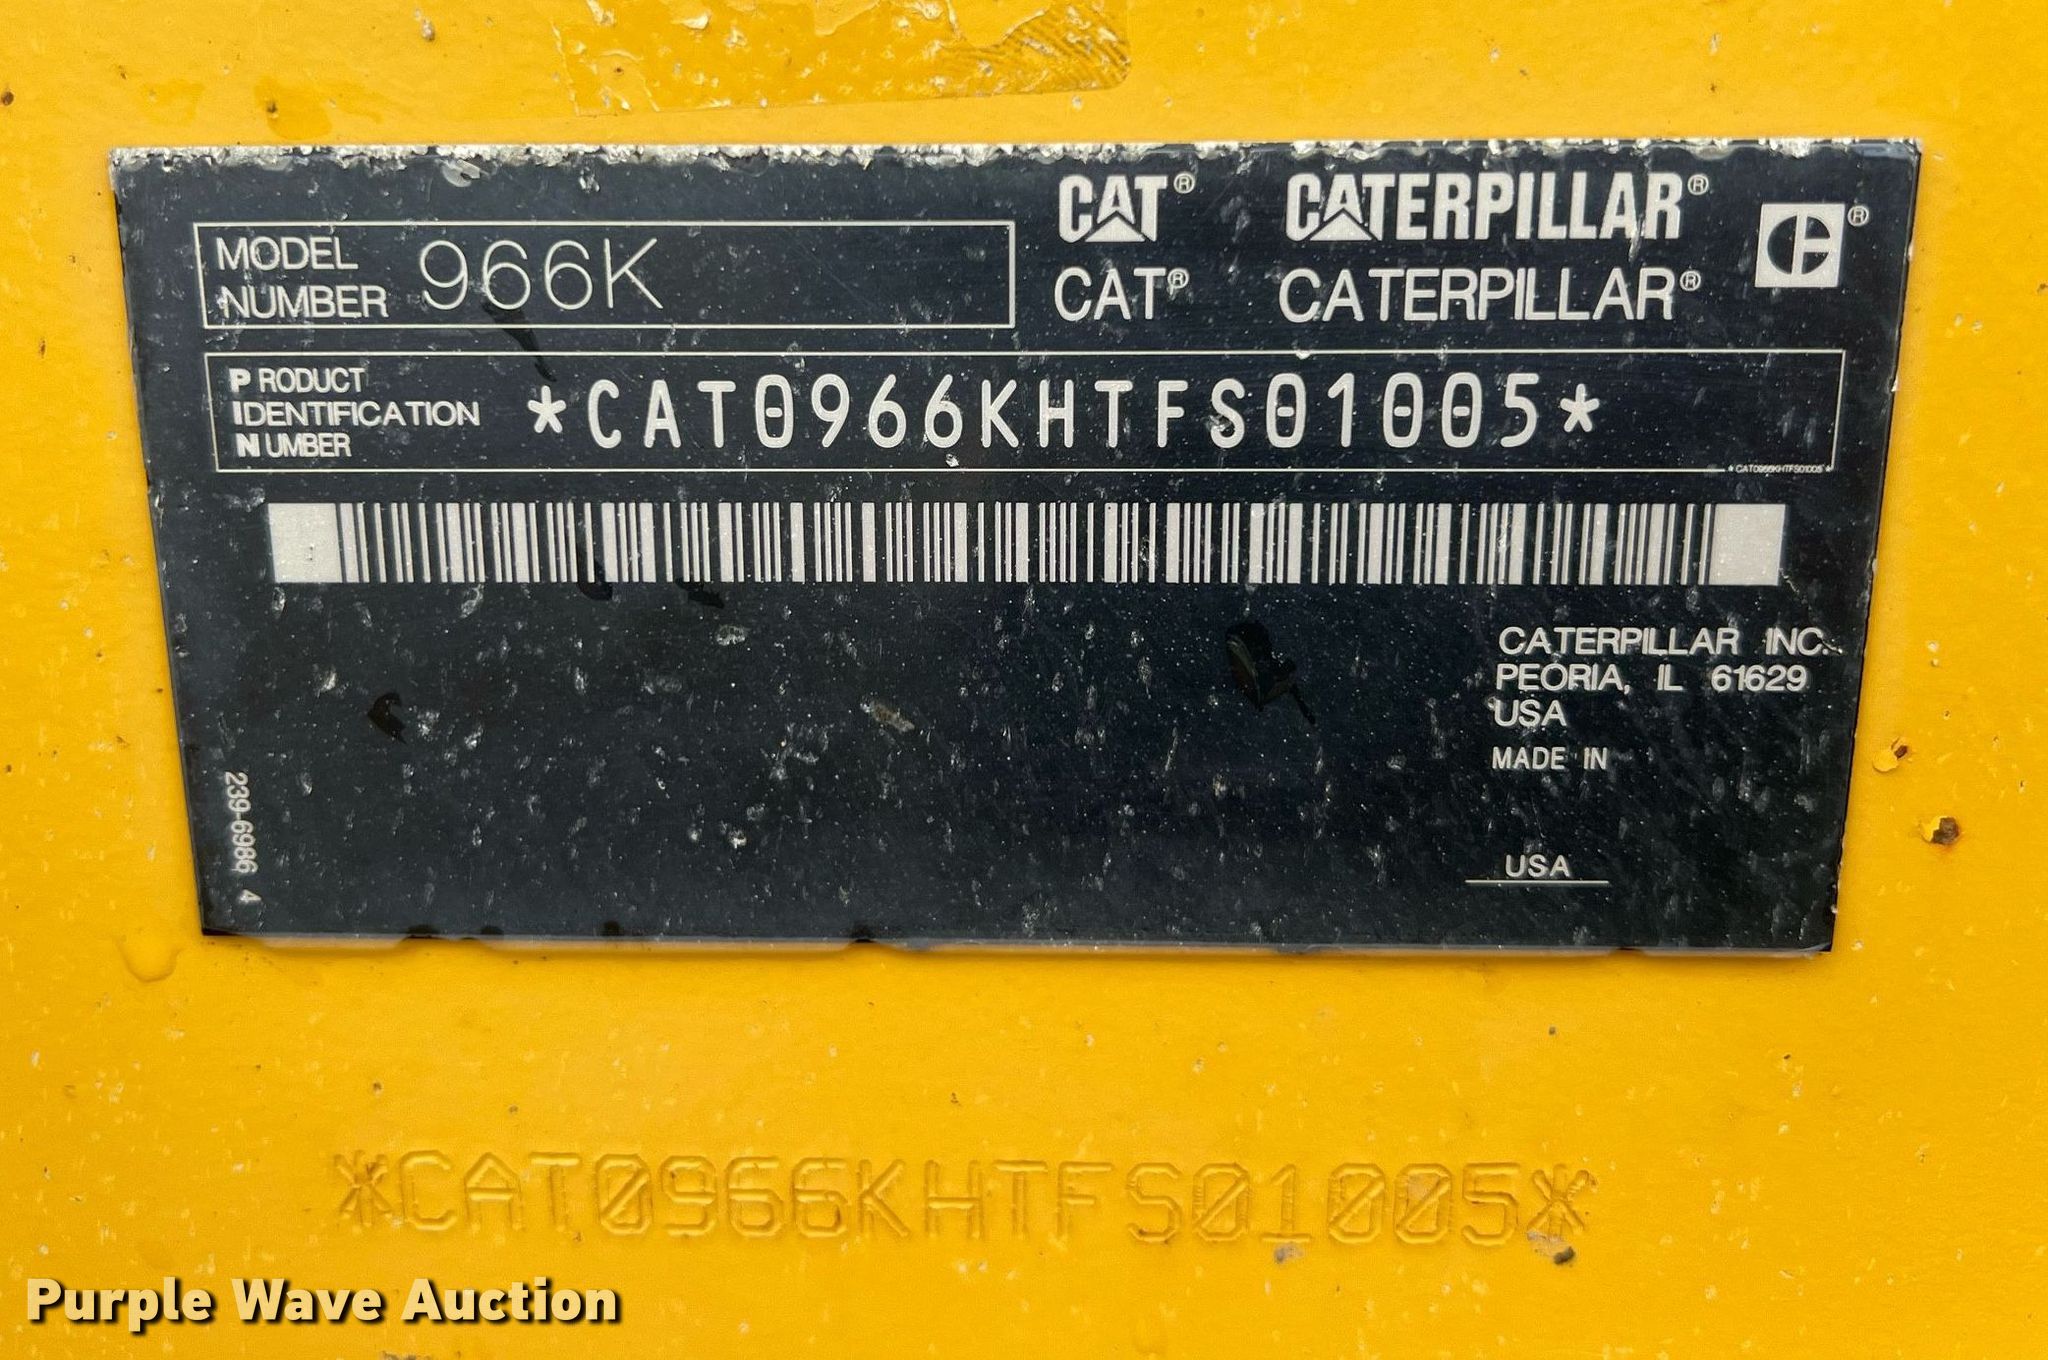 CAT® CATERPILLAR®
MODEL NUMBER 966K
CAT® CATERPILLAR®
PRODUCT
IDENTIFICATION
NUMBER
*CAT0966KHTFS01005*
*CAT0966KHTFS01005*
CATERPILLAR INC.
PEORIA, IL 61629
USA
MADE IN
USA
239-6986 4
*CAT0966KHTFS01005*
Purple Wave Auction